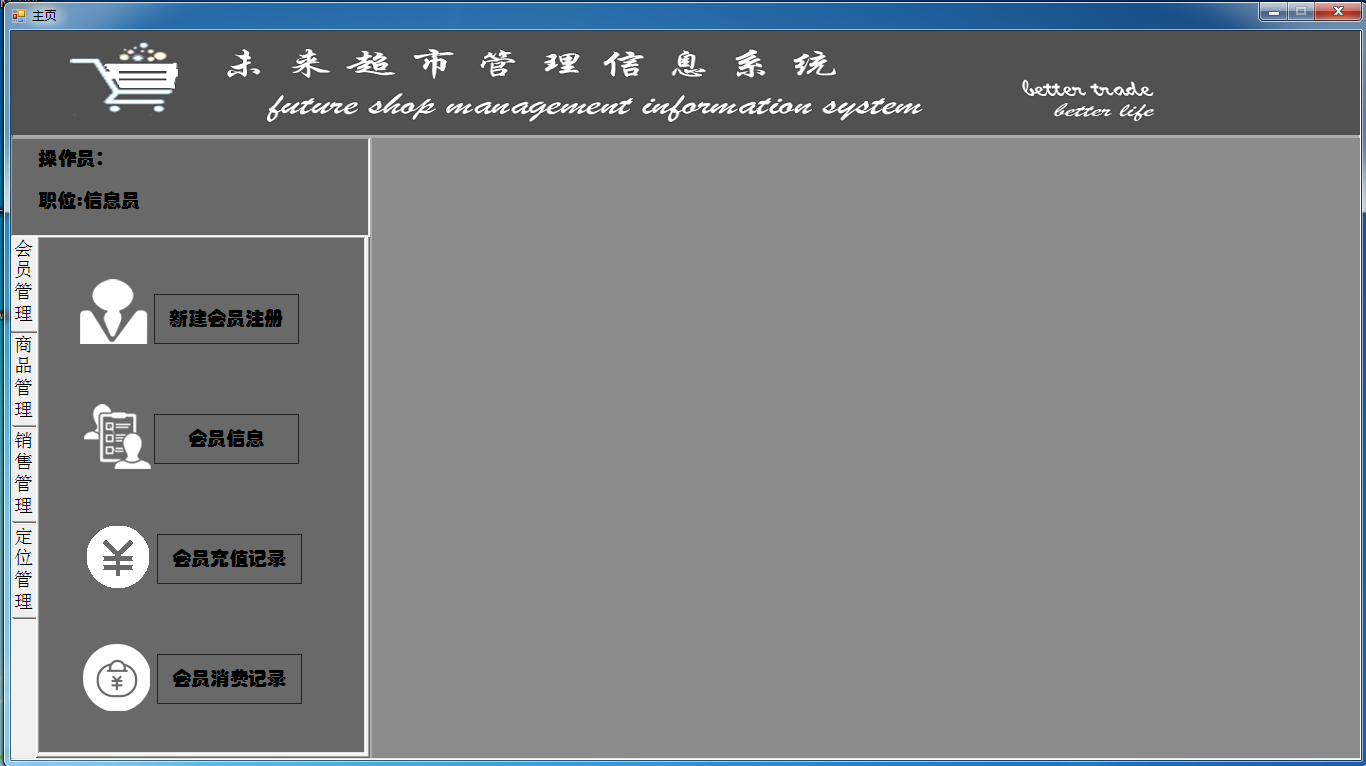 主页
未来超市管理信息系统
future shop management information system
better trade
better life
操作员：
职位:信息员
会员管理
商品管理
销售管理
定位管理
新建会员注册
会员信息
¥
会员充值记录
¥
会员消费记录